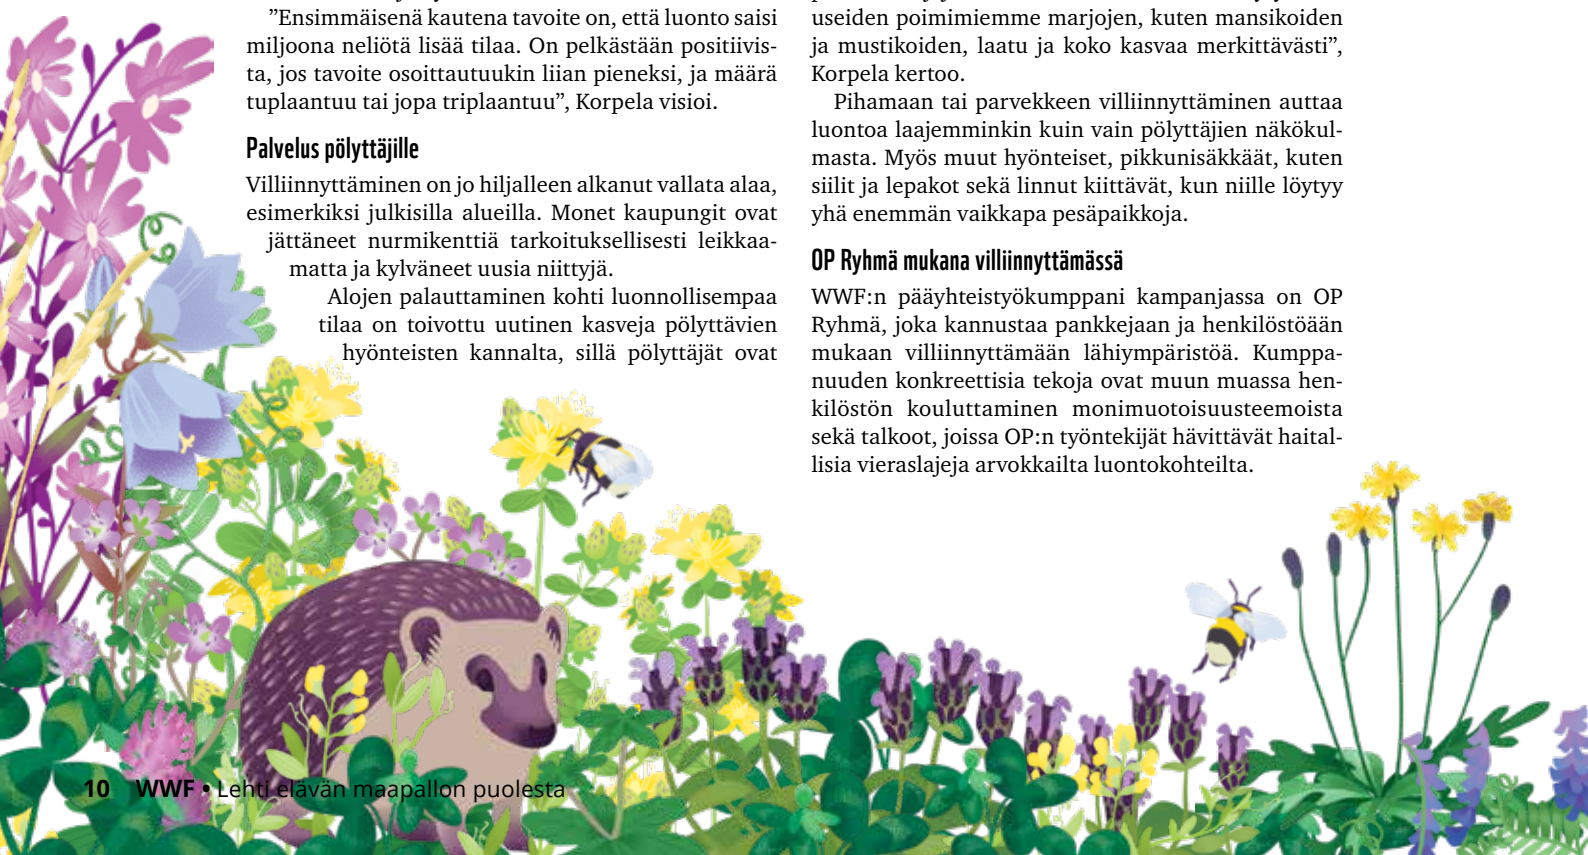 ”Ensimmäisenä kautena tavoite on, että luonto saisi
miljoona neliötä lisää tilaa. On pelkästään positiivis-
ta, jos tavoite osoittautuukin liian pieneksi, ja määrä
tuplaantuu tai jopa triplaantuu”, Korpela visioi.
Palvelus pölyttäjille
Villiinnyttäminen on jo hiljalleen alkanut vallata alaa,
esimerkiksi julkisilla alueilla. Monet kaupungit ovat
jättäneet nurmikenttiä tarkoituksellisesti leikkaa-
matta ja kylväneet uusia niittyjä.
Alojen palauttaminen kohti luonnollisempaa
tilaa on toivottu uutinen kasveja pölyttävien
hyönteisten kannalta, sillä pölyttäjät ovat
useiden poimimiemme marjojen, kuten mansikoiden
ja mustikoiden, laatu ja koko kasvaa merkittävästi”,
Korpela kertoo.
Pihamaan tai parvekkeen villiinnyttäminen auttaa
luontoa laajemminkin kuin vain pölyttäjien näkökul-
masta. Myös muut hyönteiset, pikkunisäkkäät, kuten
siilit ja lepakot sekä linnut kiittävät, kun niille löytyy
yhä enemmän vaikkapa pesäpaikkoja.
OP Ryhmä mukana villiinnyttämässä
WWF:n pääyhteistyökumppani kampanjassa on OP
Ryhmä, joka kannustaa pankkejaan ja henkilöstöään
mukaan villiinnyttämään lähiympäristöä. Kumppa-
nuuden konkreettisia tekoja ovat muun muassa hen-
kilöstön kouluttaminen monimuotoisuusteemoista
sekä talkoot, joissa OP:n työntekijät hävittävät haital-
lisia vieraslajeja arvokkailta luontokohteilta.
10 WWF • Lehti elävän maapallon puolesta